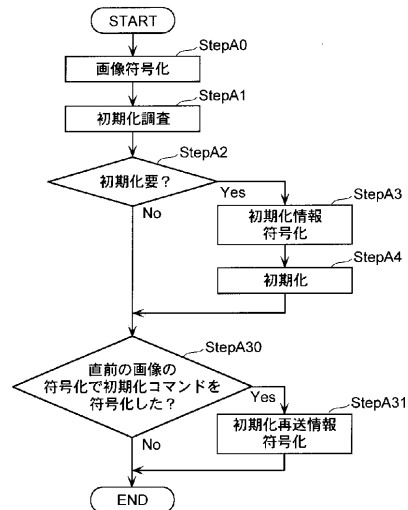 START
StepA0
画像符号化
StepA1
初期化調査
StepA2
初期化要?
Yes
StepA3
No
初期化情報
符号化
StepA4
初期化
StepA30
直前の画像の
符号化で初期化コマンドを
符号化した?
Yes
StepA31
No
初期化再送情報
符号化
END